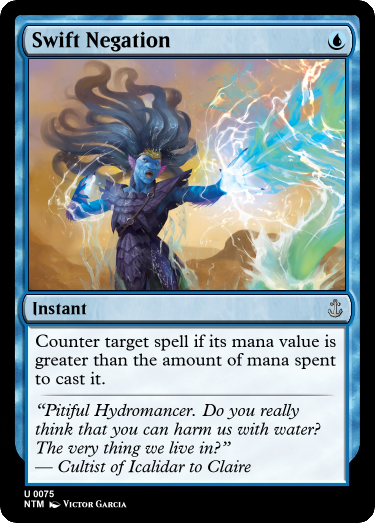 Swift Negation
Instant
Counter target spell if its mana value is
greater than the amount of mana spent
to cast it.
“Pitiful Hydromancer. Do you really
think that you can harm us with water?
The very thing we live in?”
— Cultist of Icalidar to Claire
U 0075
NTM VICTOR GARCIA